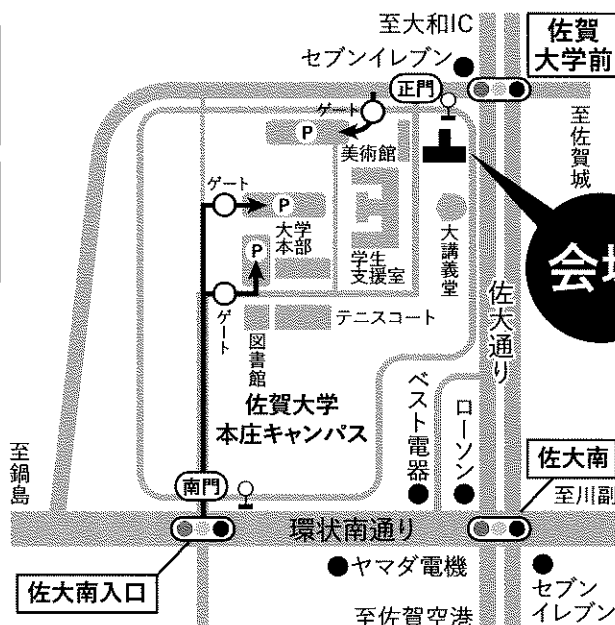 至大和IC
佐賀
大学前
セブンイレブン
正門
ゲート
P
美術館
至佐賀城
ゲート
P
大学
本部
P
学生
支援室
大講義堂
会場
佐大通り
ゲート
図書館
テニスコート
佐賀大学
本庄キャンパス
ベスト電器
ローソン
至鍋島
南門
佐大南
至川副
環状南通り
ヤマダ電機
佐大南入口
至佐賀空港
セブン
イレブン